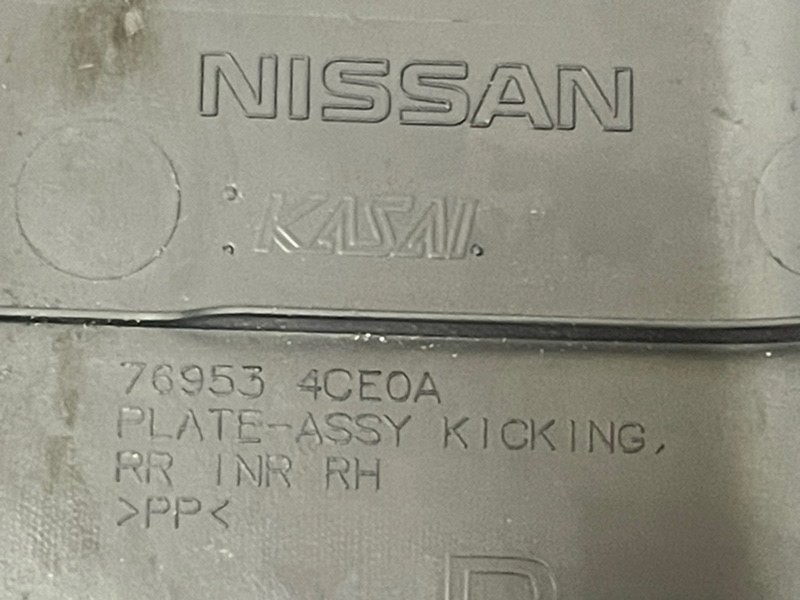 NISSAN
KASAI
76953 4CE0A
PLATE-ASSY KICKING,
RR INR RH
>PP<
R